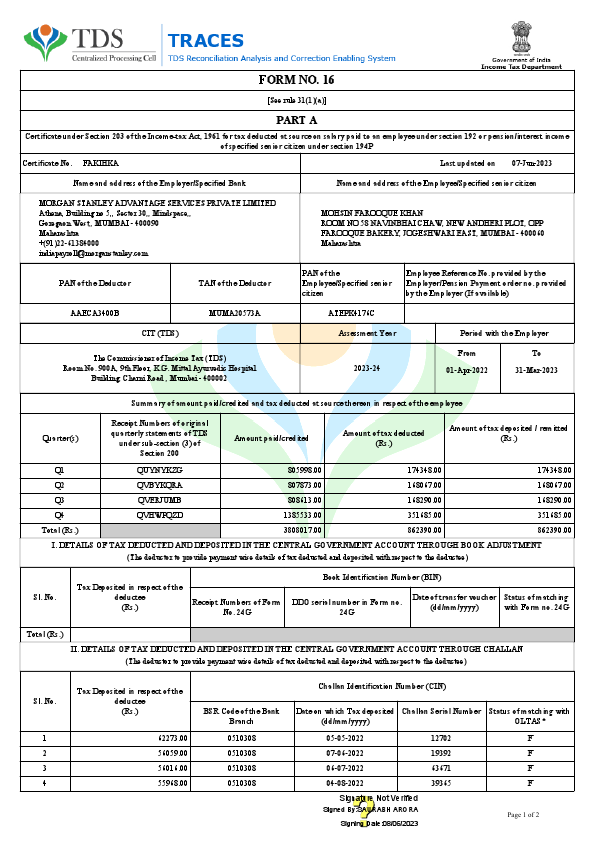 TDS
Centralized Processing Cell
TRACES
TDS Reconciliation Analysis and Correction Enabling System
Government of India
Income Tax Department
FORM NO. 16
[See rule 31(1)(a)]
PART A
Certificate under Section 203 of the Income-tax Act, 1961 for tax deducted at source on salary paid to an employee under section 192 or pension/interest income
of specified senior citizen under section 194P
Certificate No. FAKIHKA Last updated on 07-Jun-2023
Name and address of the Employer/Specified Bank Name and address of the Employee/Specified senior citizen
MORGAN STANLEY ADVANTAGE SERVICES PRIVATE LIMITED
Athena, Building no 5,, Sector 30,, Mindspace,,
Goregaon West, MUMBAI - 400090
Maharashtra
+(91)22-61384000
indiapayroll@morganstanley.com
MOHSIN FAROOQUE KHAN
ROOM NO 58 NAVINBHAI CHAW, NEW ANDHERI PLOT, OPP
FAROOQUE BAKERY, JOGESHWARI EAST, MUMBAI - 400060
Maharashtra
PAN of the Deductor TAN of the Deductor PAN of the Employee/Specified senior citizen Employee Reference No. provided by the Employer/Pension Payment order no. provided by the Employer (If available)
AAECA3400B MUMA20573A ATEPK4174C
CIT (TDS) Assessment Year Period with the Employer
The Commissioner of Income Tax (TDS)
Room No. 900A, 9th Floor, K.G. Mittal Ayurvedic Hospital
Building, Charni Road , Mumbai - 400002
2023-24
From To
01-Apr-2022 31-Mar-2023
Summary of amount paid/credited and tax deducted at source thereon in respect of the employee
Quarter(s) Receipt Numbers of original quarterly statements of TDS under sub-section (3) of Section 200 Amount paid/credited Amount of tax deducted (Rs.) Amount of tax deposited / remitted (Rs.)
Q1 QUYNYKZG 805998.00 174348.00 174348.00
Q2 QVBYKQRA 807873.00 168067.00 168067.00
Q3 QVFRJUMB 808613.00 168290.00 168290.00
Q4 QVHWPQZD 1385533.00 351685.00 351685.00
Total (Rs.) 3808017.00 862390.00 862390.00
I. DETAILS OF TAX DEDUCTED AND DEPOSITED IN THE CENTRAL GOVERNMENT ACCOUNT THROUGH BOOK ADJUSTMENT
(The deductor to provide payment wise details of tax deducted and deposited with respect to the deductee)
Sl. No. Tax Deposited in respect of the deductee (Rs.) Book Identification Number (BIN)
Receipt Numbers of Form No. 24G DDO serial number in Form no. 24G Date of transfer voucher (dd/mm/yyyy) Status of matching with Form no. 24G
Total (Rs.)
II. DETAILS OF TAX DEDUCTED AND DEPOSITED IN THE CENTRAL GOVERNMENT ACCOUNT THROUGH CHALLAN
(The deductor to provide payment wise details of tax deducted and deposited with respect to the deductee)
Sl. No. Tax Deposited in respect of the deductee (Rs.) Challan Identification Number (CIN)
BSR Code of the Bank Branch Date on which Tax deposited (dd/mm/yyyy) Challan Serial Number Status of matching with OLTAS*
1 62273.00 0510308 05-05-2022 12702 F
2 56059.00 0510308 07-06-2022 19392 F
3 56016.00 0510308 06-07-2022 43671 F
4 55968.00 0510308 04-08-2022 39365 F
Signature Not Verified
Signed By:SAURABH ARORA
Signing Date:08/06/2023
Page 1 of 2